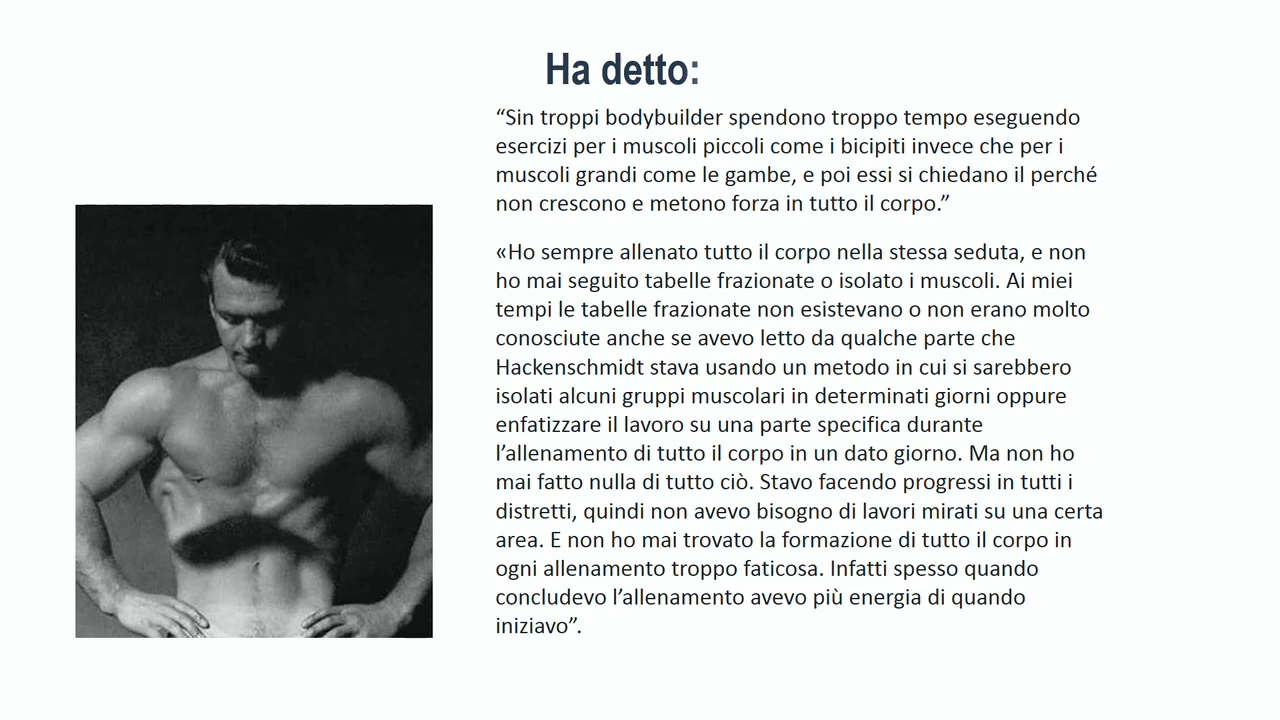 Ha detto:
“Sin troppi bodybuilder spendono troppo tempo eseguendo
esercizi per i muscoli piccoli come i bicipiti invece che per i
muscoli grandi come le gambe, e poi essi si chiedano il perché
non crescono e metono forza in tutto il corpo.”
«Ho sempre allenato tutto il corpo nella stessa seduta, e non
ho mai seguito tabelle frazionate o isolato i muscoli. Ai miei
tempi le tabelle frazionate non esistevano o non erano molto
conosciute anche se avevo letto da qualche parte che
Hackenschmidt stava usando un metodo in cui si sarebbero
isolati alcuni gruppi muscolari in determinati giorni oppure
enfatizzare il lavoro su una parte specifica durante
l’allenamento di tutto il corpo in un dato giorno. Ma non ho
mai fatto nulla di tutto ciò. Stavo facendo progressi in tutti i
distretti, quindi non avevo bisogno di lavori mirati su una certa
area. E non ho mai trovato la formazione di tutto il corpo in
ogni allenamento troppo faticosa. Infatti spesso quando
concludevo l’allenamento avevo più energia di quando
iniziavo”.